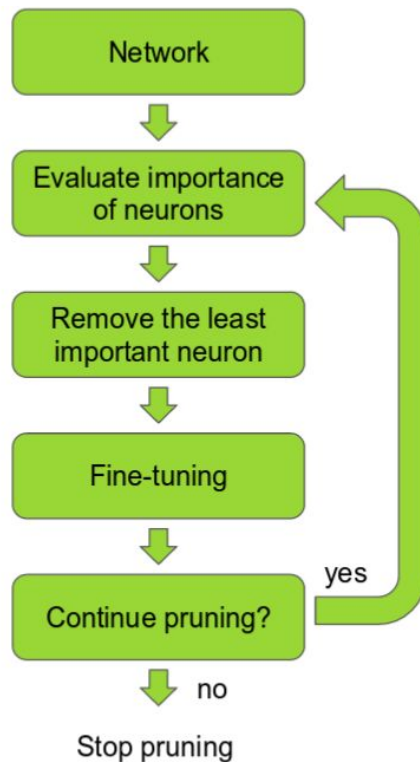 Network
Evaluate importance
of neurons
Remove the least
important neuron
Fine-tuning
Continue pruning?
yes
no
Stop pruning